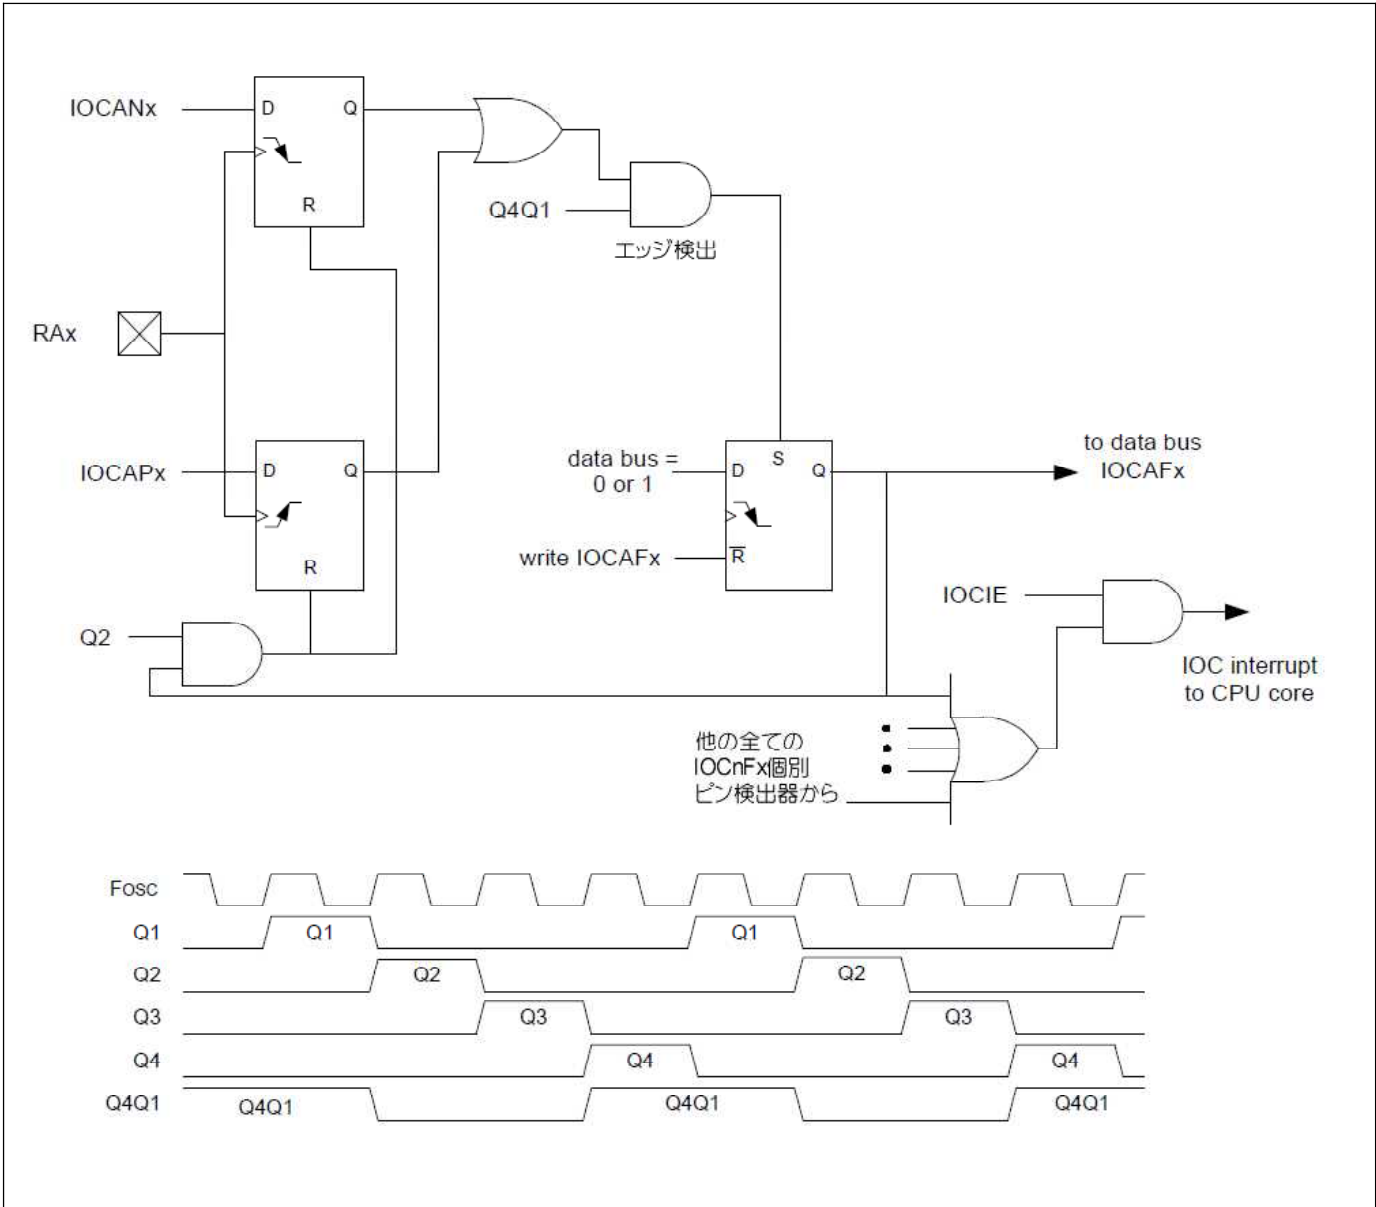 IOCANx
D
Q
R
Q4Q1
エッジ検出
RAx
IOCAPx
D
Q
R
data bus =
0 or 1
D
S
Q
write IOCAFx
R
to data bus
IOCAFx
Q2
IOCIE
IOC interrupt
to CPU core
他の全ての
IOCnFx個別
ピン検出器から
Fosc
Q1
Q1
Q1
Q2
Q2
Q2
Q3
Q3
Q3
Q4
Q4
Q4
Q4Q1
Q4Q1
Q4Q1
Q4Q1